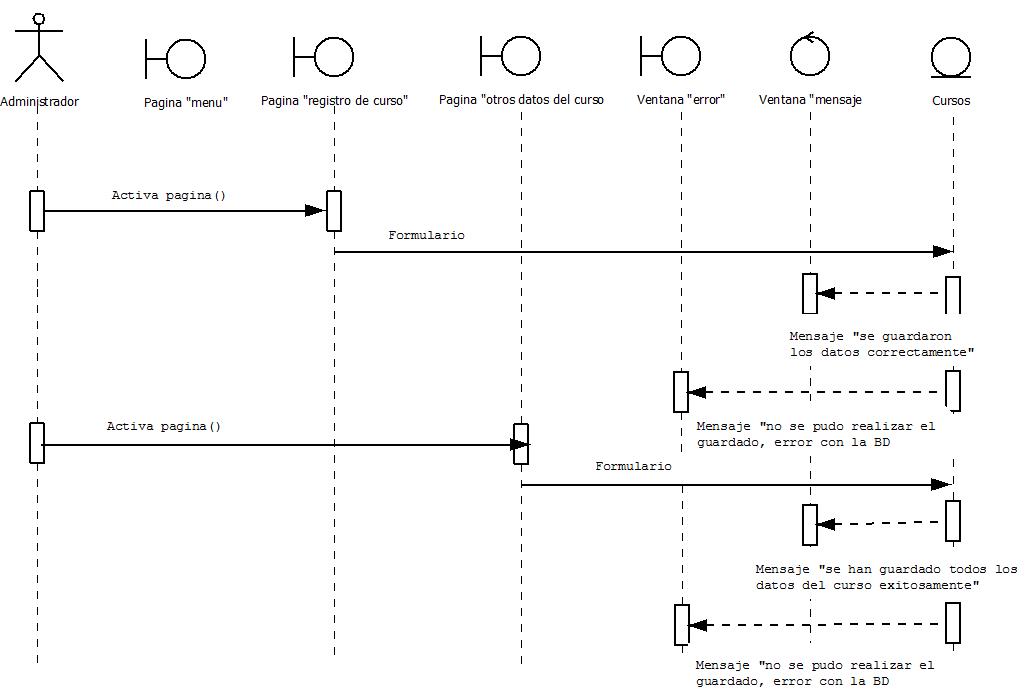 Administrador
Pagina "menu"
Pagina "registro de curso"
Pagina "otros datos del curso
Ventana "error"
Ventana "mensaje
Cursos
Activa pagina()
Formulario
Mensaje "se guardaron
los datos correctamente"
Mensaje "no se pudo realizar el
guardado, error con la BD
Activa pagina()
Formulario
Mensaje "se han guardado todos los
datos del curso exitosamente"
Mensaje "no se pudo realizar el
guardado, error con la BD